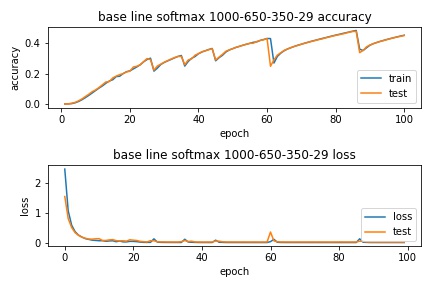 base line softmax 1000-650-350-29 accuracy
0.4
0.2
0.0
accuracy
train
test
0 20 40 60 80 100
epoch
base line softmax 1000-650-350-29 loss
2
1
0
loss
loss
test
0 20 40 60 80 100
epoch